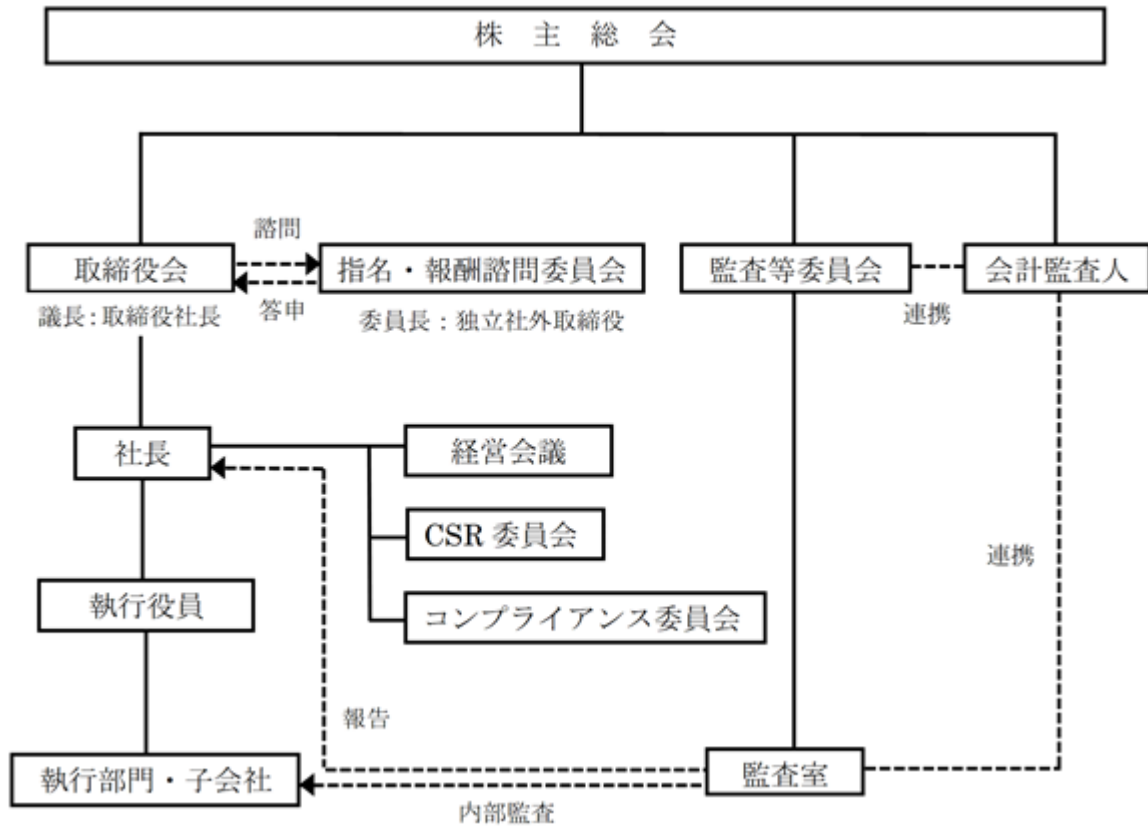 株 主 総 会
諮問
取締役会
指名・報酬諮問委員会
監査等委員会
会計監査人
答申
連携
議長：取締役社長
委員長：独立社外取締役
社長
経営会議
CSR 委員会
連携
執行役員
コンプライアンス委員会
報告
執行部門・子会社
監査室
内部監査